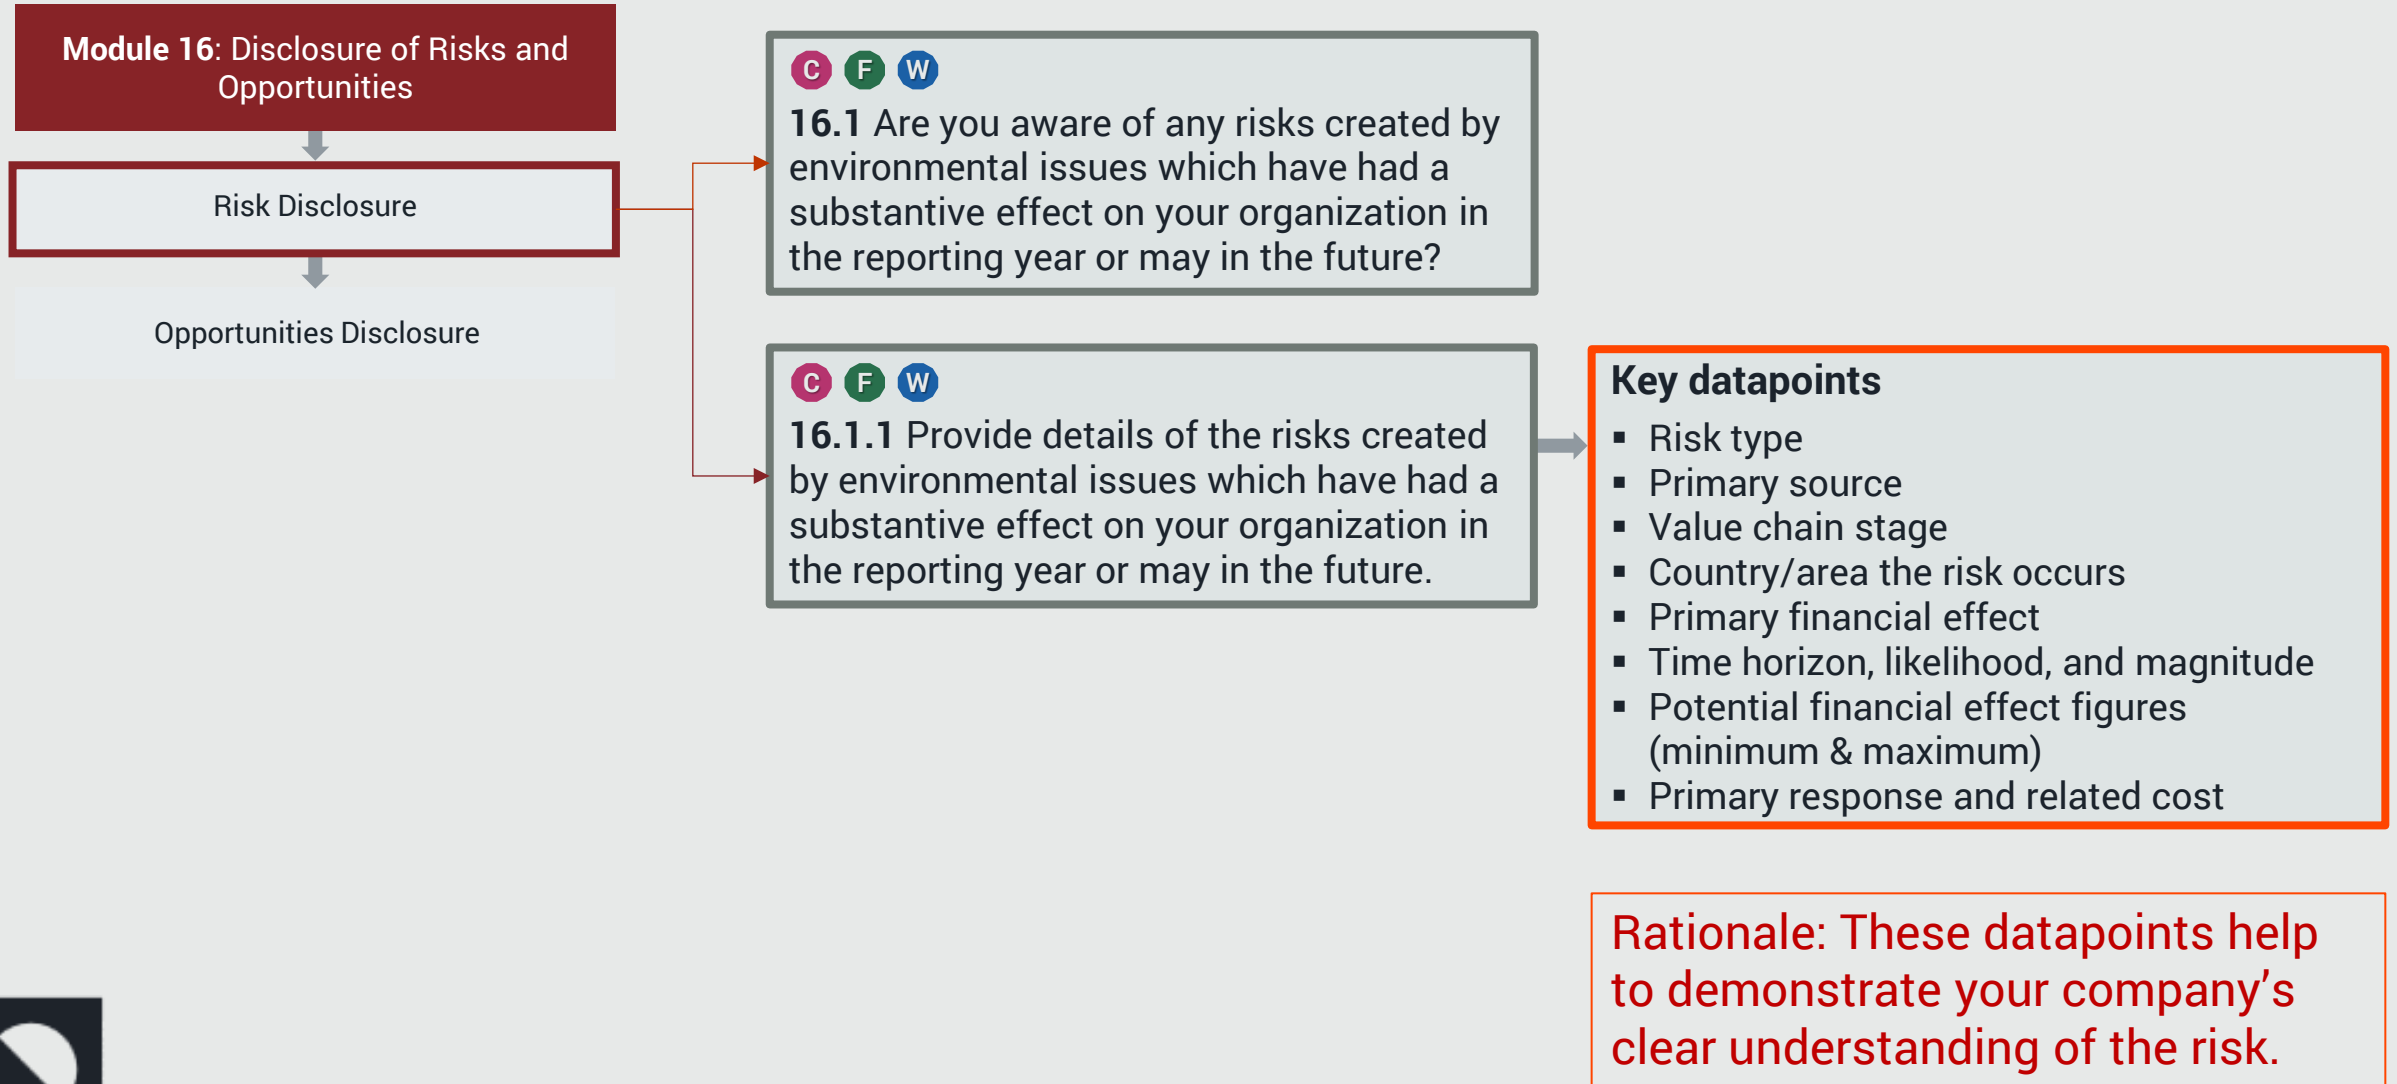 Module 16: Disclosure of Risks and
Opportunities
Risk Disclosure
Opportunities Disclosure
C F W
16.1 Are you aware of any risks created by
environmental issues which have had a
substantive effect on your organization in
the reporting year or may in the future?
C F W
16.1.1 Provide details of the risks created
by environmental issues which have had a
substantive effect on your organization in
the reporting year or may in the future.
Key datapoints
▪ Risk type
▪ Primary source
▪ Value chain stage
▪ Country/area the risk occurs
▪ Primary financial effect
▪ Time horizon, likelihood, and magnitude
▪ Potential financial effect figures
(minimum & maximum)
▪ Primary response and related cost
Rationale: These datapoints help
to demonstrate your company’s
clear understanding of the risk.